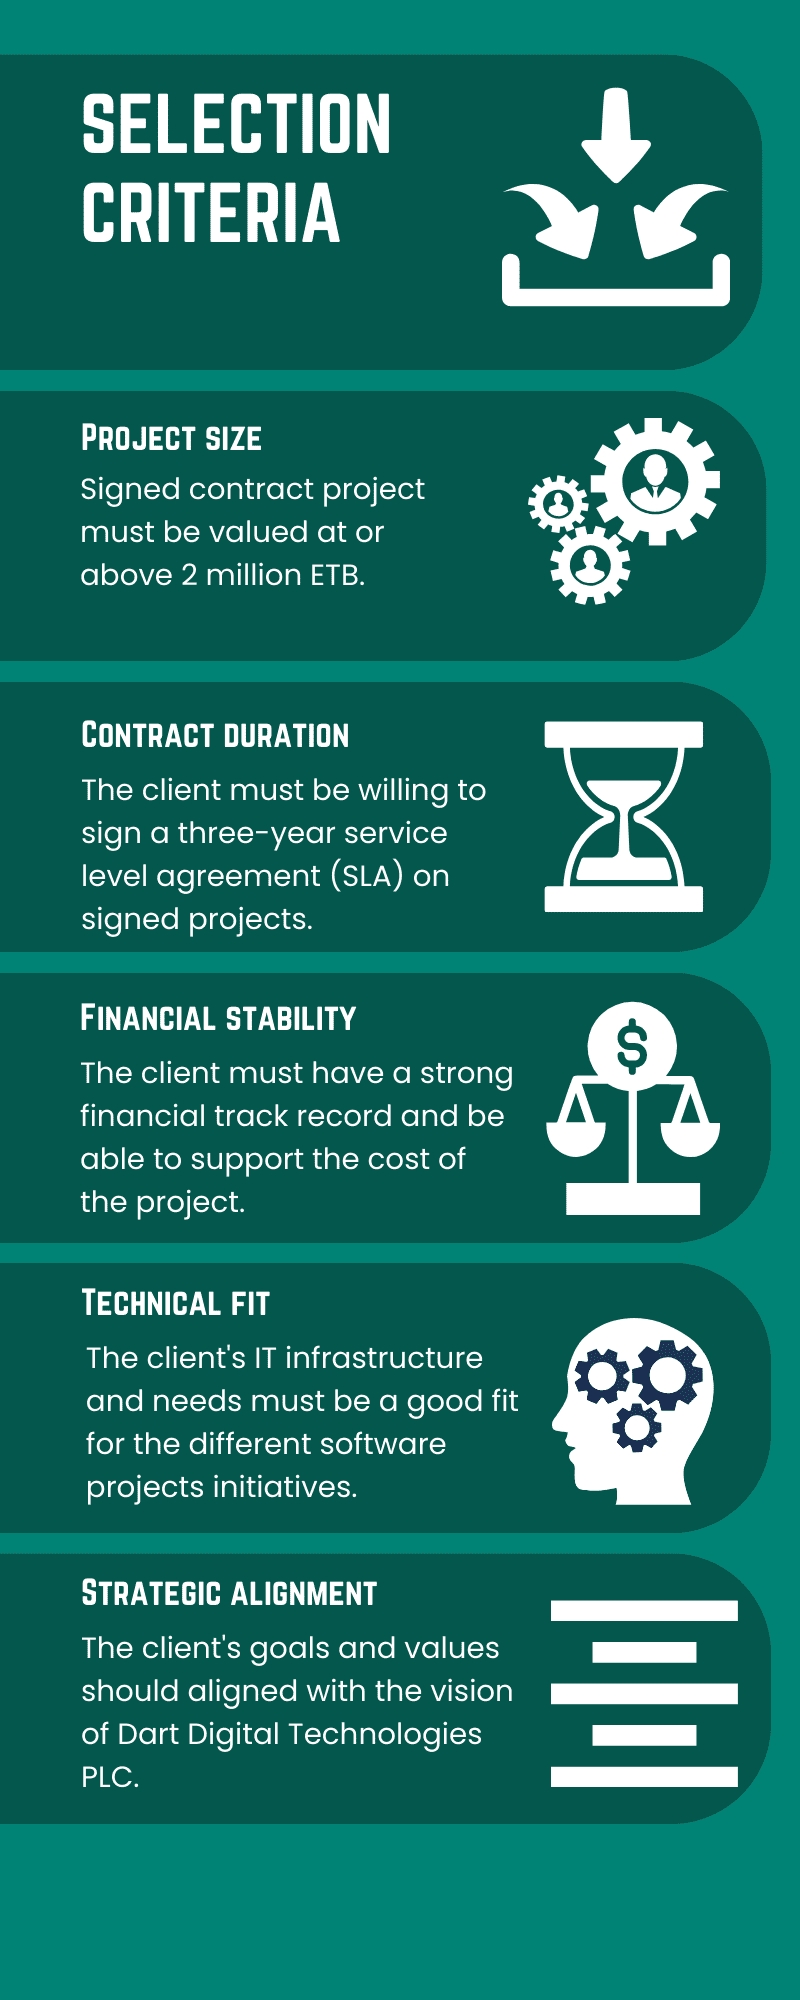 SELECTION
CRITERIA
PROJECT SIZE
Signed contract project
must be valued at or
above 2 million ETB.
CONTRACT DURATION
The client must be willing to
sign a three-year service
level agreement (SLA) on
signed projects.
FINANCIAL STABILITY
$
The client must have a strong
financial track record and be
able to support the cost of
the project.
TECHNICAL FIT
The client's IT infrastructure
and needs must be a good fit
for the different software
projects initiatives.
STRATEGIC ALIGNMENT
The client's goals and values
should aligned with the vision
of Dart Digital Technologies
PLC.